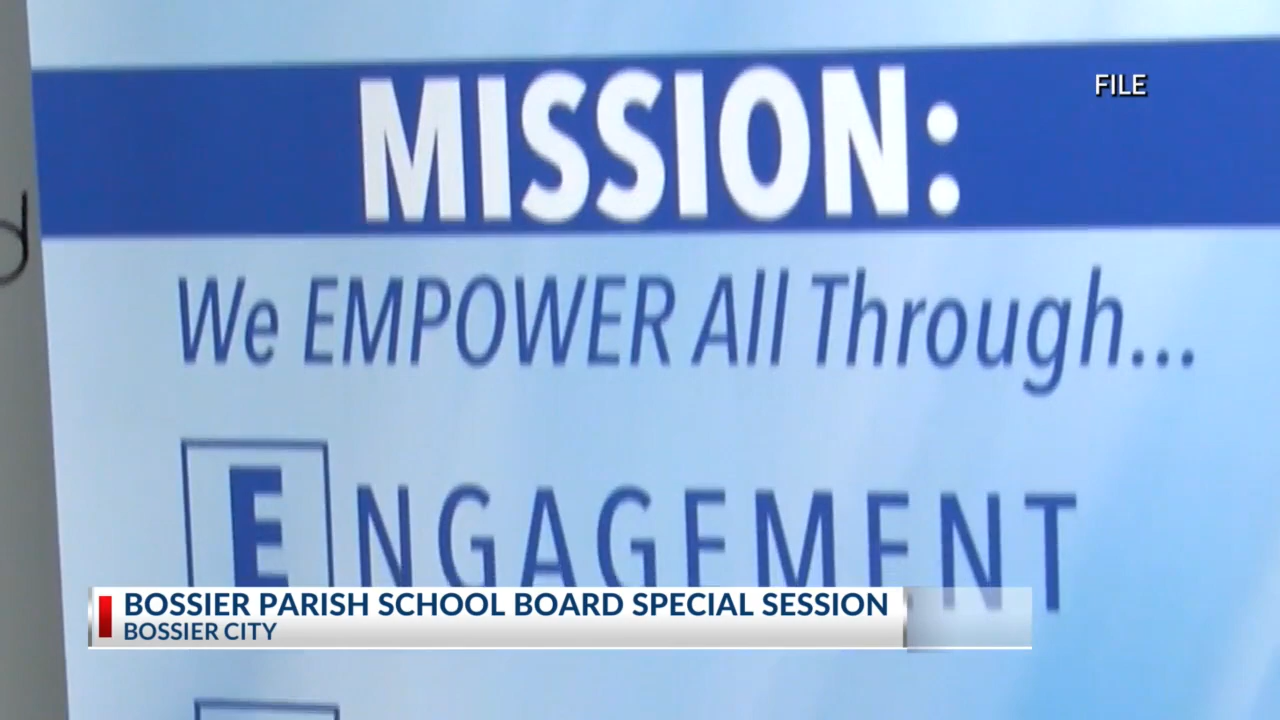 FILE
MISSION:
We EMPOWER All Through...
ENGAGEMENT
BOSSIER PARISH SCHOOL BOARD SPECIAL SESSION
BOSSIER CITY